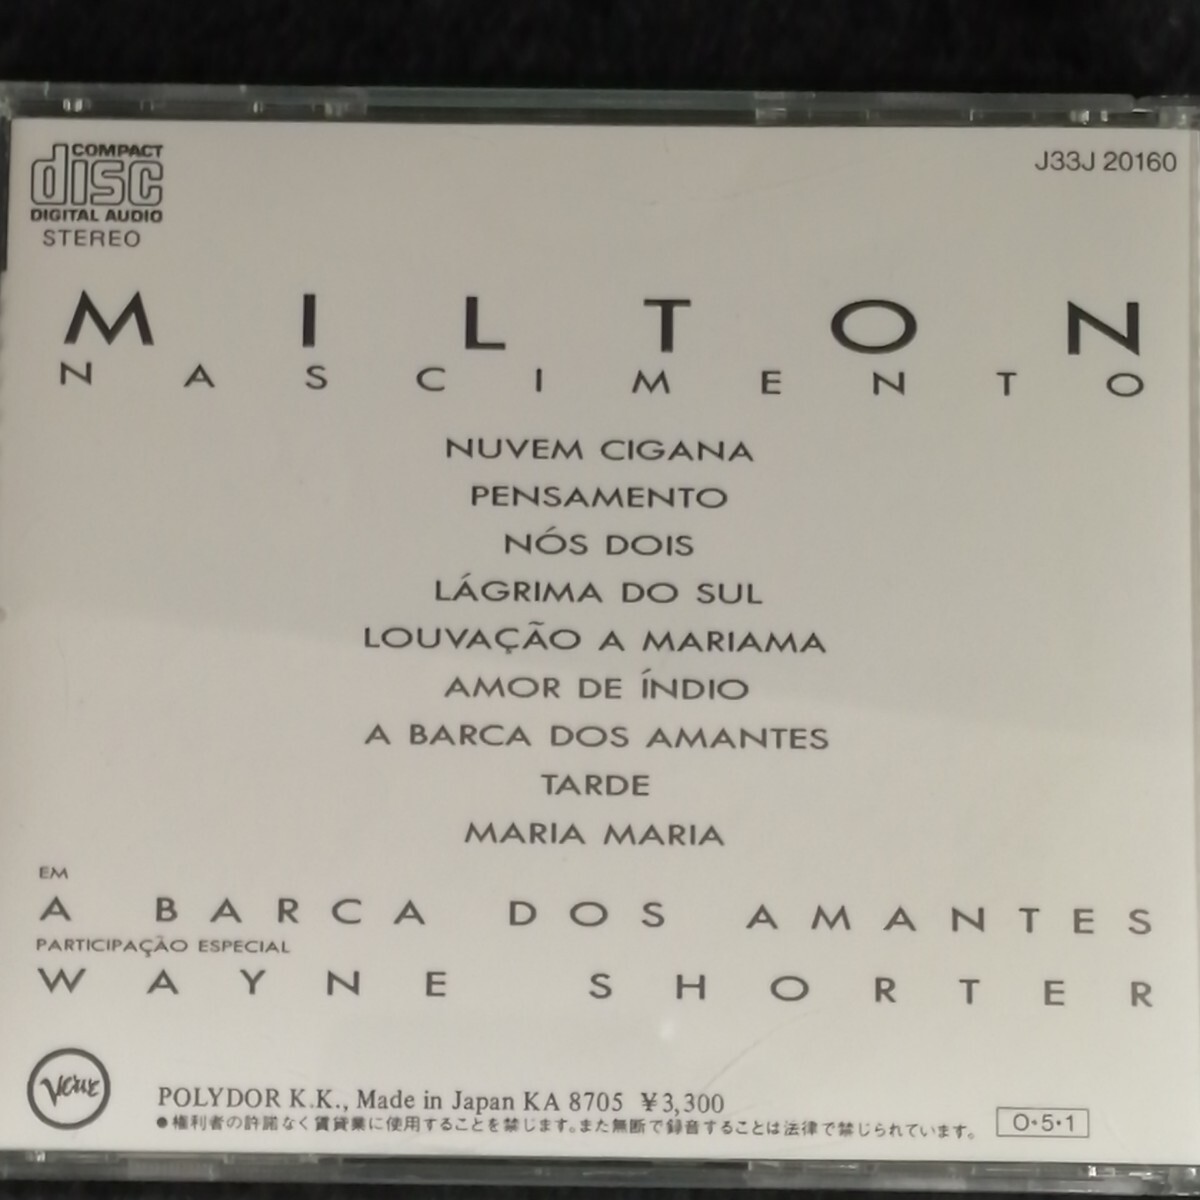 COMPACT
disc
DIGITAL AUDIO
STEREO
J33J 20160
MILTON
NASCIMENTO
NUVEM CIGANA
PENSAMENTO
NÓS DOIS
LÁGRIMA DO SUL
LOUVAÇÃO A MARIAMA
AMOR DE ÍNDIO
A BARCA DOS AMANTES
TARDE
MARIA MARIA
EM
A BARCA DOS AMANTES
PARTICIPAÇÃO ESPECIAL
WAYNE SHORTER
Verve
POLYDOR K.K., Made in Japan KA 8705 ¥3,300
●権利者の許諾なく賃貸業に使用することを禁じます。また無断で録音することは法律で禁じられています。
O・5・1